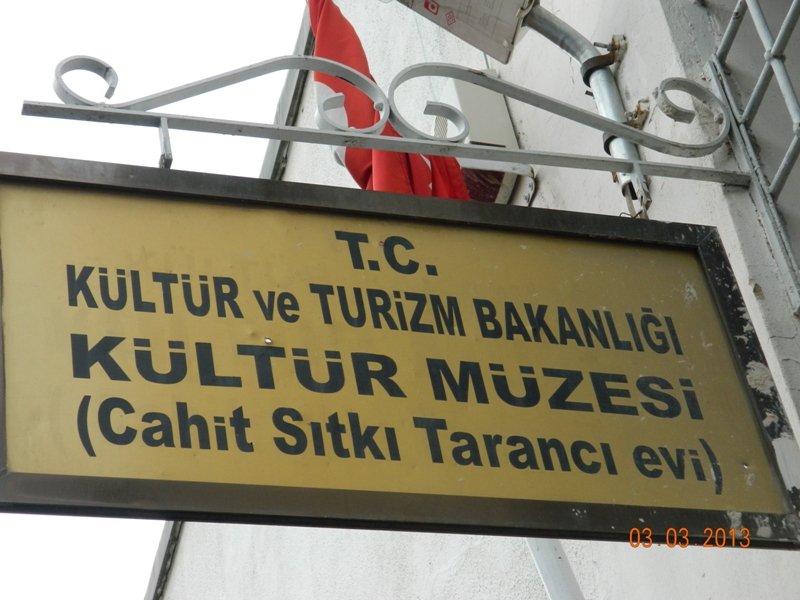 T.C.
KÜLTÜR ve TURİZM BAKANLIĞI
KÜLTÜR MÜZESİ
(Cahit Sıtkı Tarancı evi)
03 03 2013